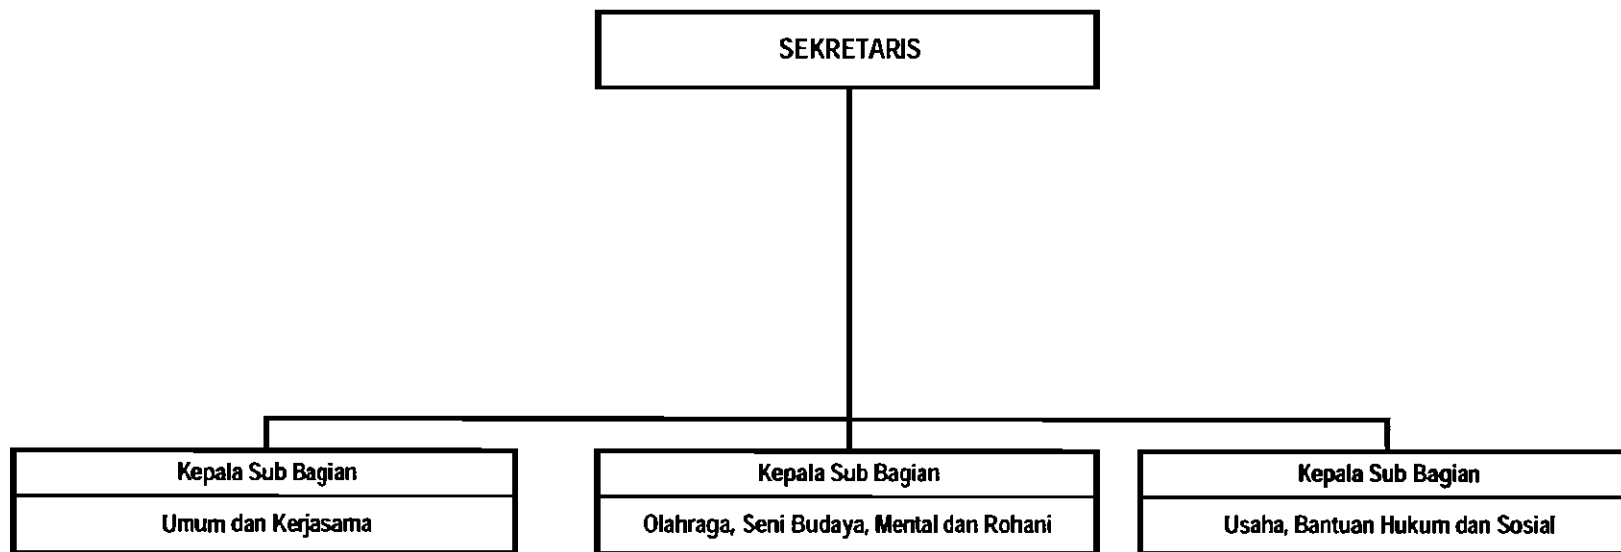 SEKRETARIS
Kepala Sub Bagian
Umum dan Kerjasama
Kepala Sub Bagian
Olahraga, Seni Budaya, Mental dan Rohani
Kepala Sub Bagian
Usaha, Bantuan Hukum dan Sosial